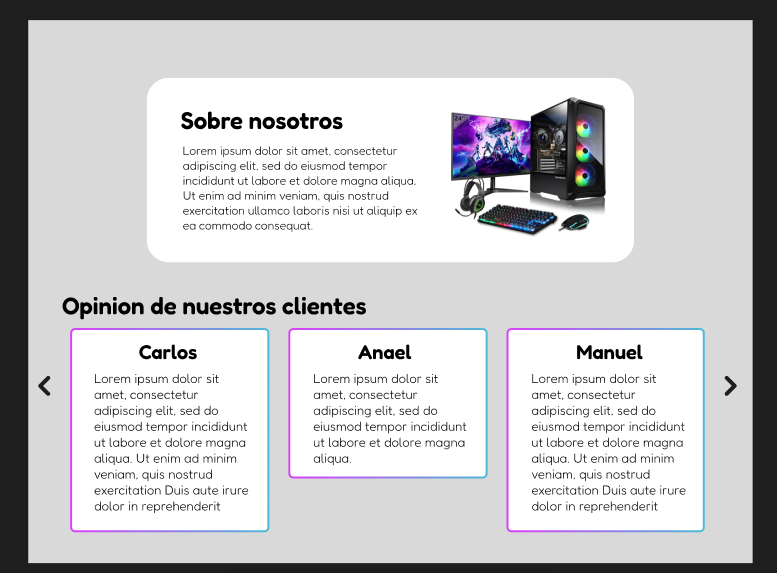 Sobre nosotros
Lorem ipsum dolor sit amet, consectetur
adipiscing elit, sed do eiusmod tempor
incididunt ut labore et dolore magna aliqua.
Ut enim ad minim veniam, quis nostrud
exercitation ullamco laboris nisi ut aliquip ex
ea commodo consequat.
24"
Opinion de nuestros clientes
Carlos
Lorem ipsum dolor sit
amet, consectetur
adipiscing elit, sed do
eiusmod tempor incididunt
ut labore et dolore magna
aliqua. Ut enim ad minim
veniam, quis nostrud
exercitation Duis aute irure
dolor in reprehenderit
Anael
Lorem ipsum dolor sit
amet, consectetur
adipiscing elit, sed do
eiusmod tempor incididunt
ut labore et dolore magna
aliqua.
Manuel
Lorem ipsum dolor sit
amet, consectetur
adipiscing elit, sed do
eiusmod tempor incididunt
ut labore et dolore magna
aliqua. Ut enim ad minim
veniam, quis nostrud
exercitation Duis aute irure
dolor in reprehenderit